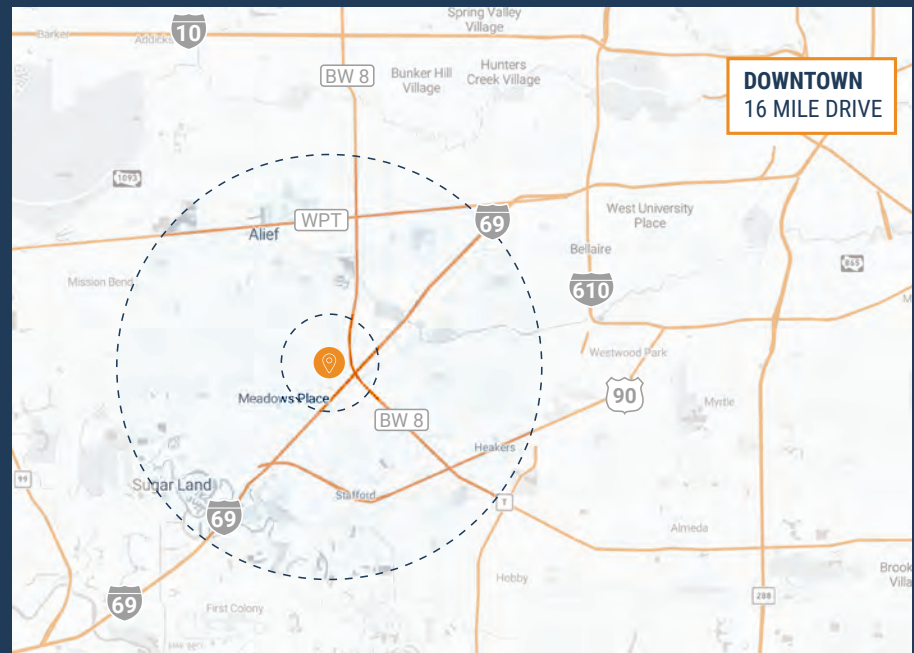 Spring Valley
Village
Barker
Addicks
10
BW 8
Bunker Hill
Village
Hunters
Creek Village
DOWNTOWN
16 MILE DRIVE
1093
WPT
69
Alief
West University
Place
Bellaire
Mission Bend
610
Westwood Park
Meadows Place
90
Myrtle
BW 8
Heakers
99
Sugar Land
Stafford
T
69
Almeda
Brook
Villa
Hobby
288
69
First Colony